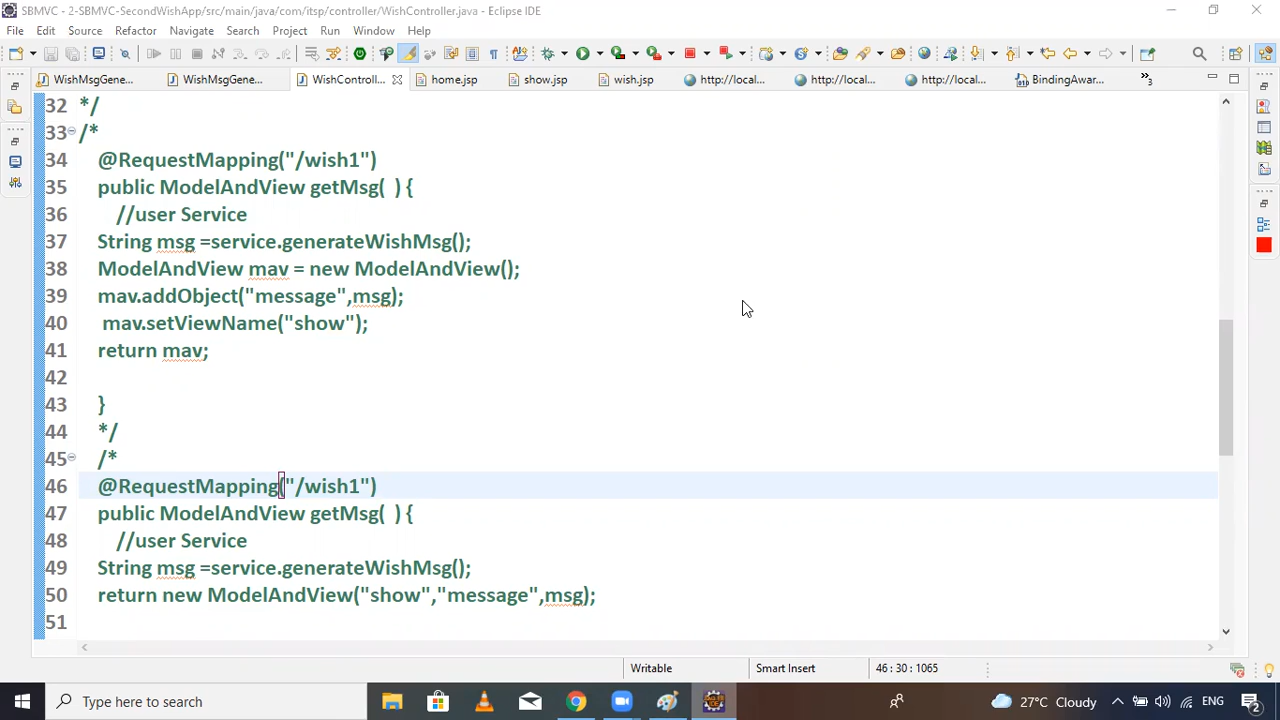 SBMVC - 2-SBMVC-SecondWishApp/src/main/java/com/itsp/controller/WishController.java - Eclipse IDE
File Edit Source Refactor Navigate Search Project Run Window Help
WishMsgGene... WishMsgGene... WishControll... home.jsp show.jsp wish.jsp http://local... http://local... http://local... BindingAwar...
32 */
33 /*
34 @RequestMapping("/wish1")
35 public ModelAndView getMsg( ) {
36 //user Service
37 String msg =service.generateWishMsg();
38 ModelAndView mav = new ModelAndView();
39 mav.addObject("message",msg);
40 mav.setViewName("show");
41 return mav;
42
43 }
44 */
45 /*
46 @RequestMapping("/wish1")
47 public ModelAndView getMsg( ) {
48 //user Service
49 String msg =service.generateWishMsg();
50 return new ModelAndView("show","message",msg);
51
Writable Smart Insert 46 : 30 : 1065
Type here to search 27°C Cloudy ENG 2